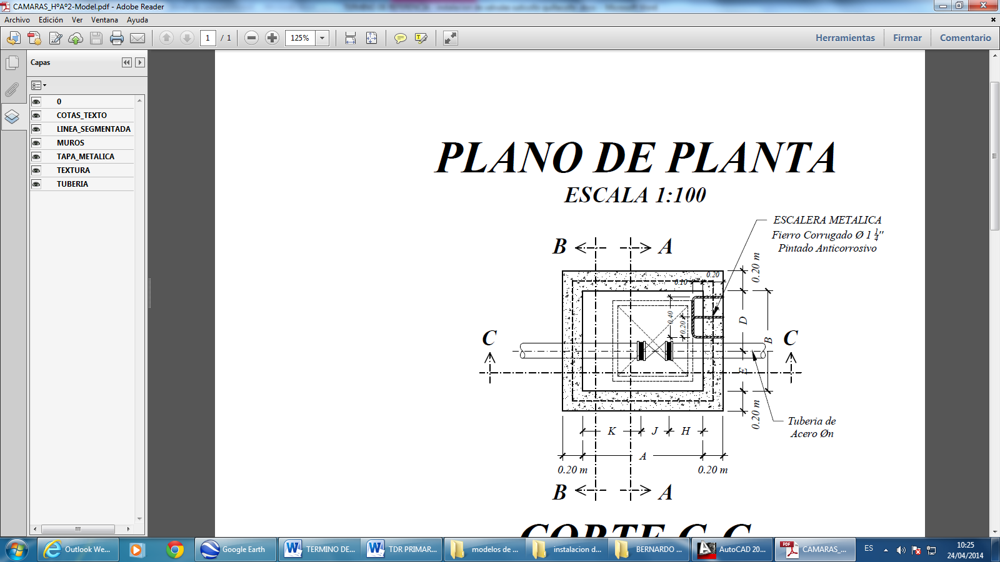 CAMARAS_HºAº2-Model.pdf - Adobe Reader
Archivo Edición Ver Ventana Ayuda
1 / 1 125% Herramientas Firmar Comentario
Capas
0
COTAS_TEXTO
LINEA_SEGMENTADA
MUROS
TAPA_METALICA
TEXTURA
TUBERIA
PLANO DE PLANTA
ESCALA 1:100
ESCALERA METALICA
Fierro Corrugado Ø 1 1/4"
Pintado Anticorrosivo
B A
0.20 m
0.20
0.10
0.40
0.20
D
B
C C
E
0.20 m
Tuberia de
Acero Øn
K J H
A
0.20 m 0.20 m
B A
CORTE C-C
Outlook We...
Google Earth
TERMINO DE...
TDR PRIMAR...
modelos de ...
instalacion d...
BERNARDO ...
AutoCAD 20...
CAMARAS_...
ES
10:25
24/04/2014